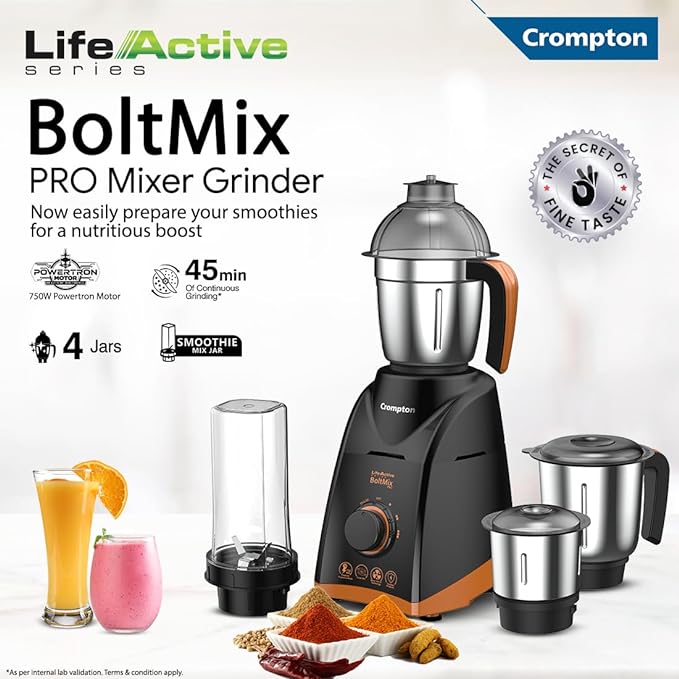 Life Active
series
Crompton
BoltMix
PRO Mixer Grinder
Now easily prepare your smoothies
for a nutritious boost
THE SECRET OF
FINE TASTE
POWERTRON
MOTOR
750W Powertron Motor
45min
Of Continuous
Grinding*
4 Jars
SMOOTHIE
MIX JAR
Crompton
LifeActive
BoltMix
*As per internal lab validation. Terms & condition apply.